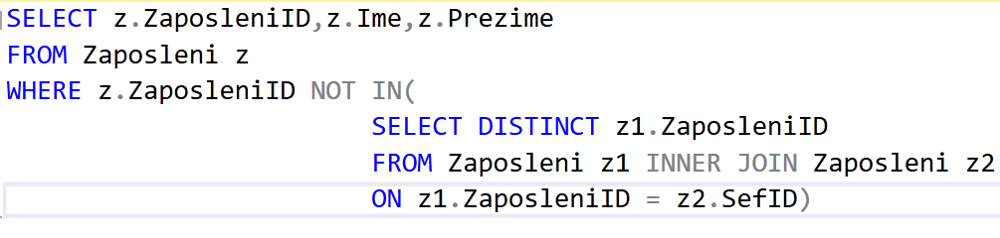 SELECT z.ZaposleniID,z.Ime,z.Prezime
FROM Zaposleni z
WHERE z.ZaposleniID NOT IN(
SELECT DISTINCT z1.ZaposleniID
FROM Zaposleni z1 INNER JOIN Zaposleni z2
ON z1.ZaposleniID = z2.SefID)